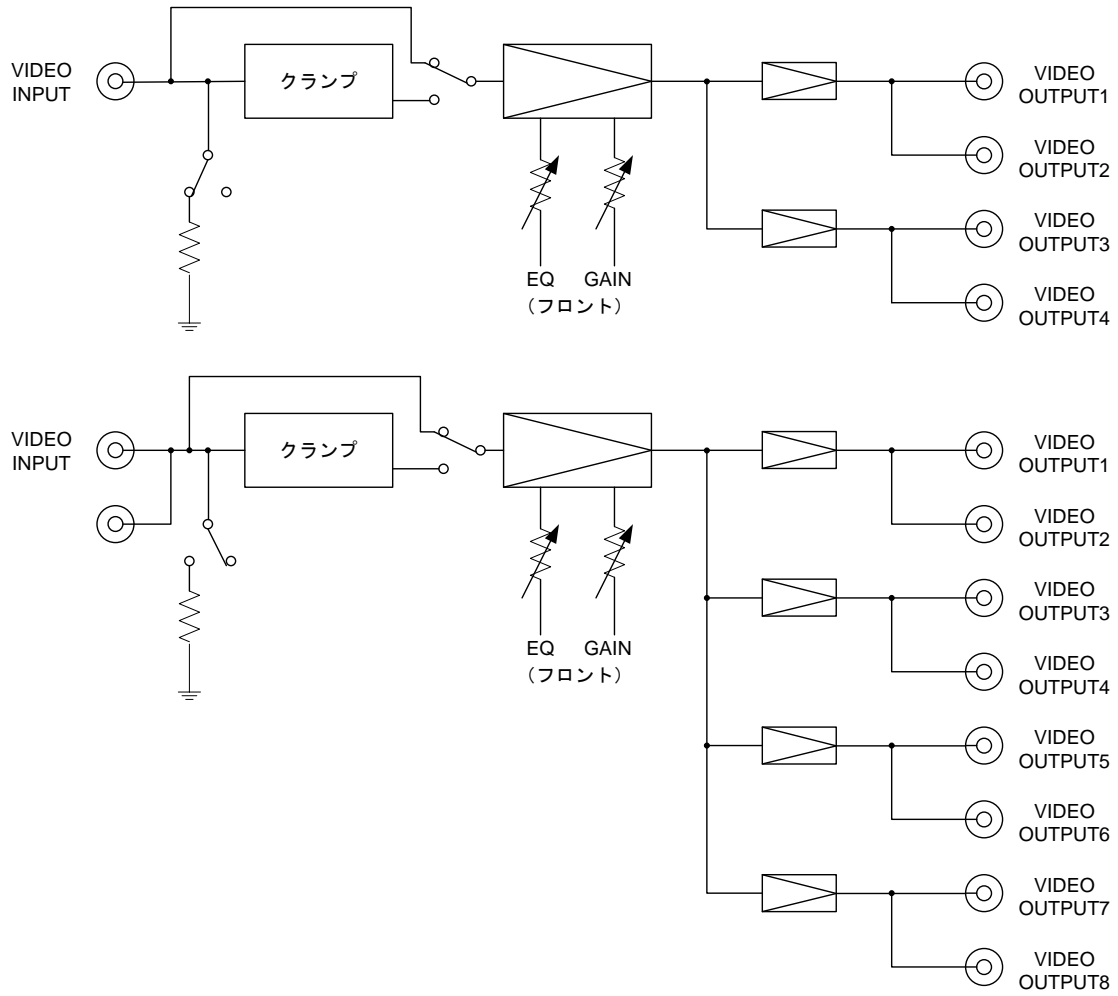 VIDEO
INPUT
クランプ
EQ
GAIN
（フロント）
VIDEO
OUTPUT1
VIDEO
OUTPUT2
VIDEO
OUTPUT3
VIDEO
OUTPUT4
VIDEO
INPUT
クランプ
EQ
GAIN
（フロント）
VIDEO
OUTPUT1
VIDEO
OUTPUT2
VIDEO
OUTPUT3
VIDEO
OUTPUT4
VIDEO
OUTPUT5
VIDEO
OUTPUT6
VIDEO
OUTPUT7
VIDEO
OUTPUT8